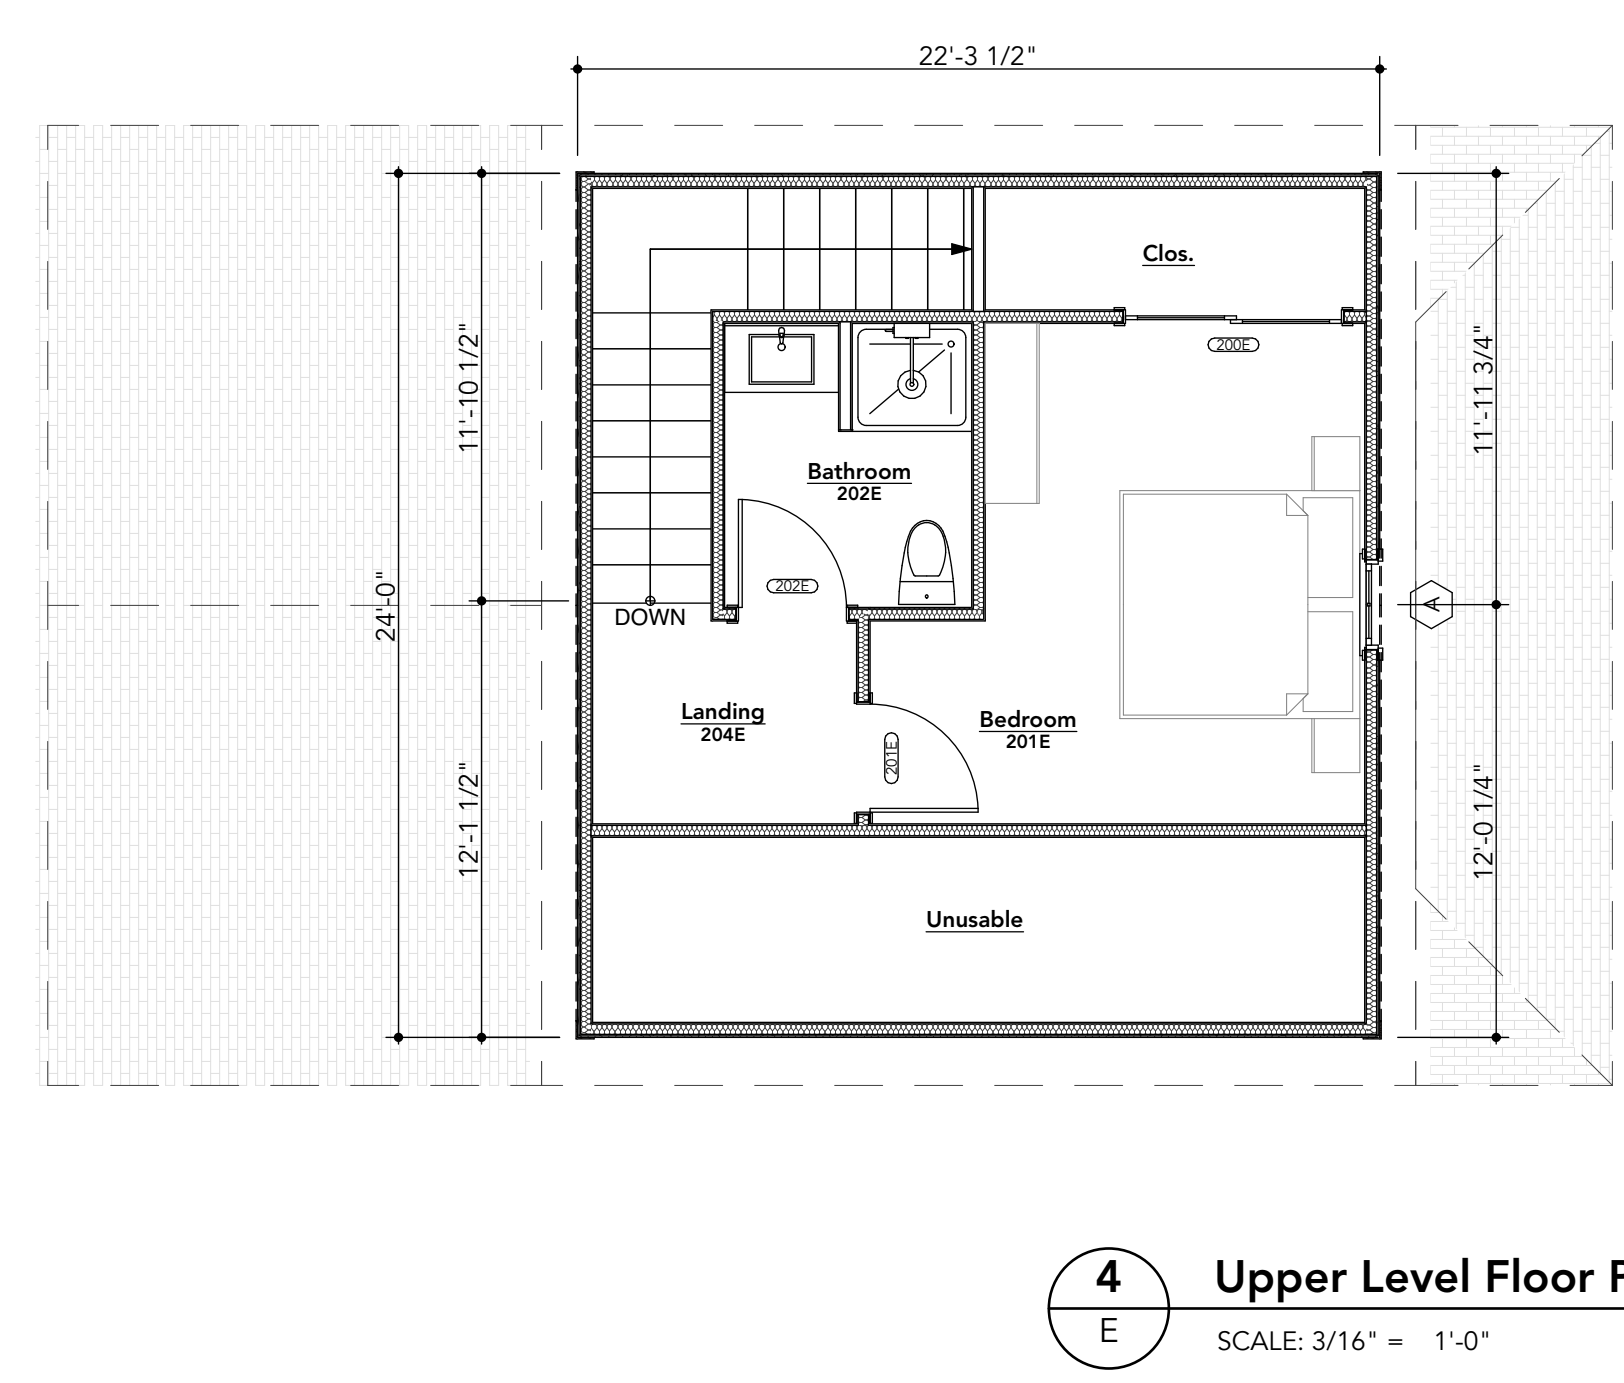 22'-3 1/2"
Clos.
200E
11'-10 1/2"
11'-11 3/4"
Bathroom
202E
202E
24'-0"
DOWN
A
Landing
204E
Bedroom
201E
201E
12'-1 1/2"
12'-0 1/4"
Unusable
4
E
Upper Level Floor
SCALE: 3/16" = 1'-0"